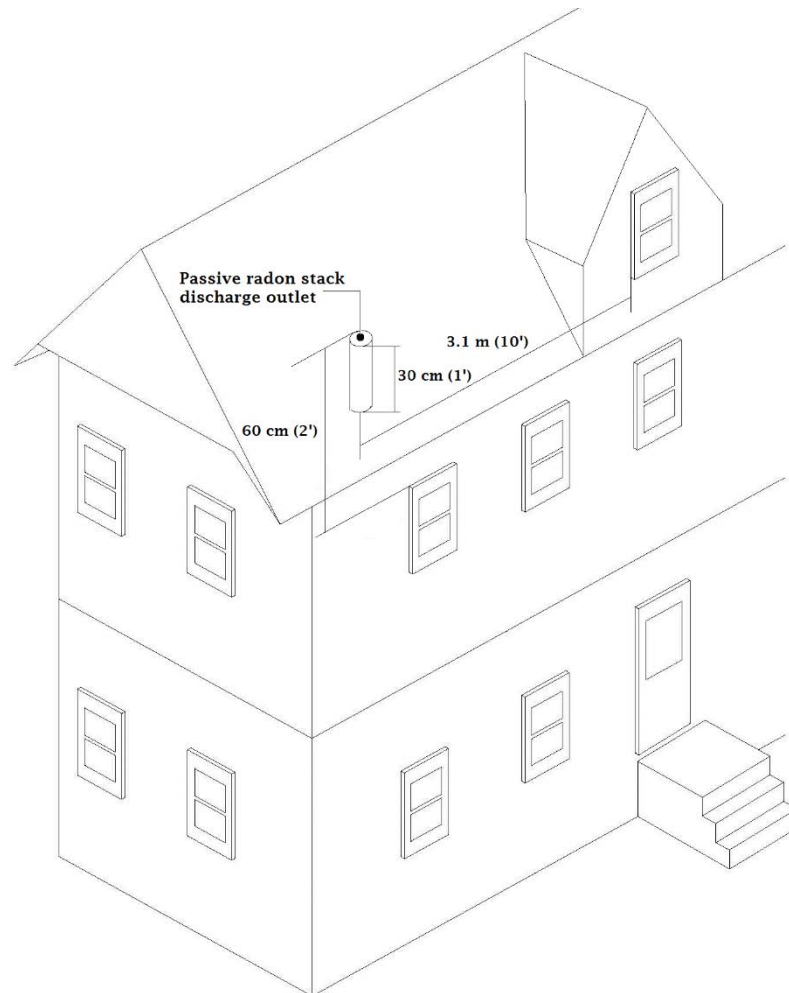 Passive radon stack
discharge outlet
3.1 m (10')
30 cm (1')
60 cm (2')